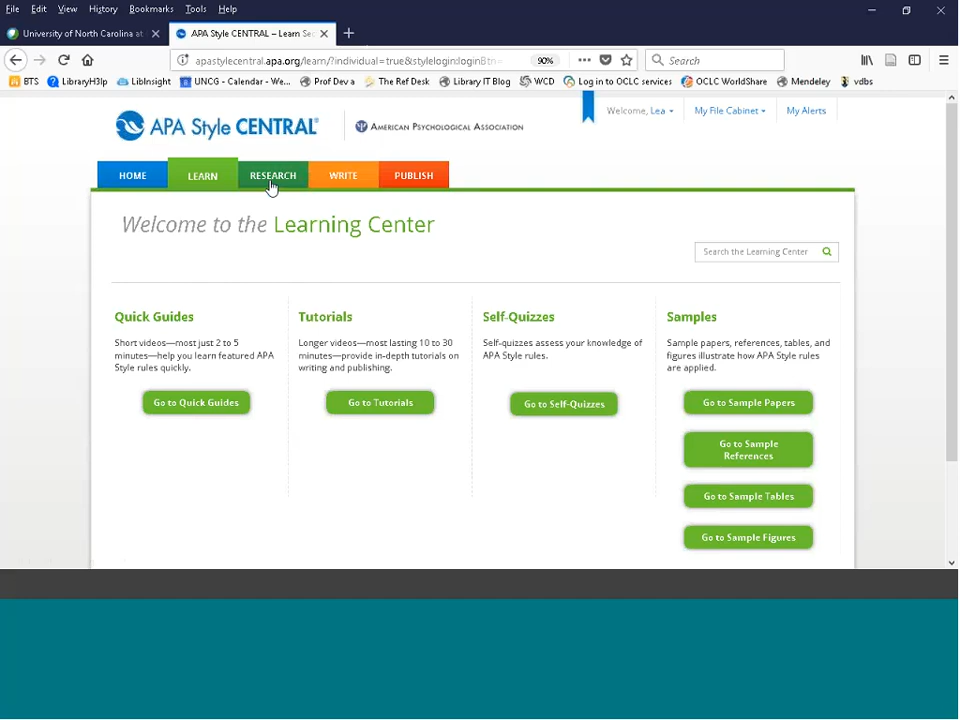 File Edit View History Bookmarks Tools Help
University of North Carolina at
APA Style CENTRAL – Learn Sec
apastylecentral.apa.org/learn/?individual=true&stylelogin:loginBtn=
90%
Search
BTS LibraryH3lp LibInsight UNCG - Calendar - We... Prof Dev a The Ref Desk Library IT Blog WCD Log in to OCLC services OCLC WorldShare Mendeley vdbs
Welcome, Lea
My File Cabinet
My Alerts
APA Style CENTRAL®
AMERICAN PSYCHOLOGICAL ASSOCIATION
HOME LEARN RESEARCH WRITE PUBLISH
Welcome to the Learning Center
Search the Learning Center
Quick Guides
Short videos—most just 2 to 5
minutes—help you learn featured APA
Style rules quickly.
Go to Quick Guides
Tutorials
Longer videos—most lasting 10 to 30
minutes—provide in-depth tutorials on
writing and publishing.
Go to Tutorials
Self-Quizzes
Self-quizzes assess your knowledge of
APA Style rules.
Go to Self-Quizzes
Samples
Sample papers, references, tables, and
figures illustrate how APA Style rules
are applied.
Go to Sample Papers
Go to Sample
References
Go to Sample Tables
Go to Sample Figures